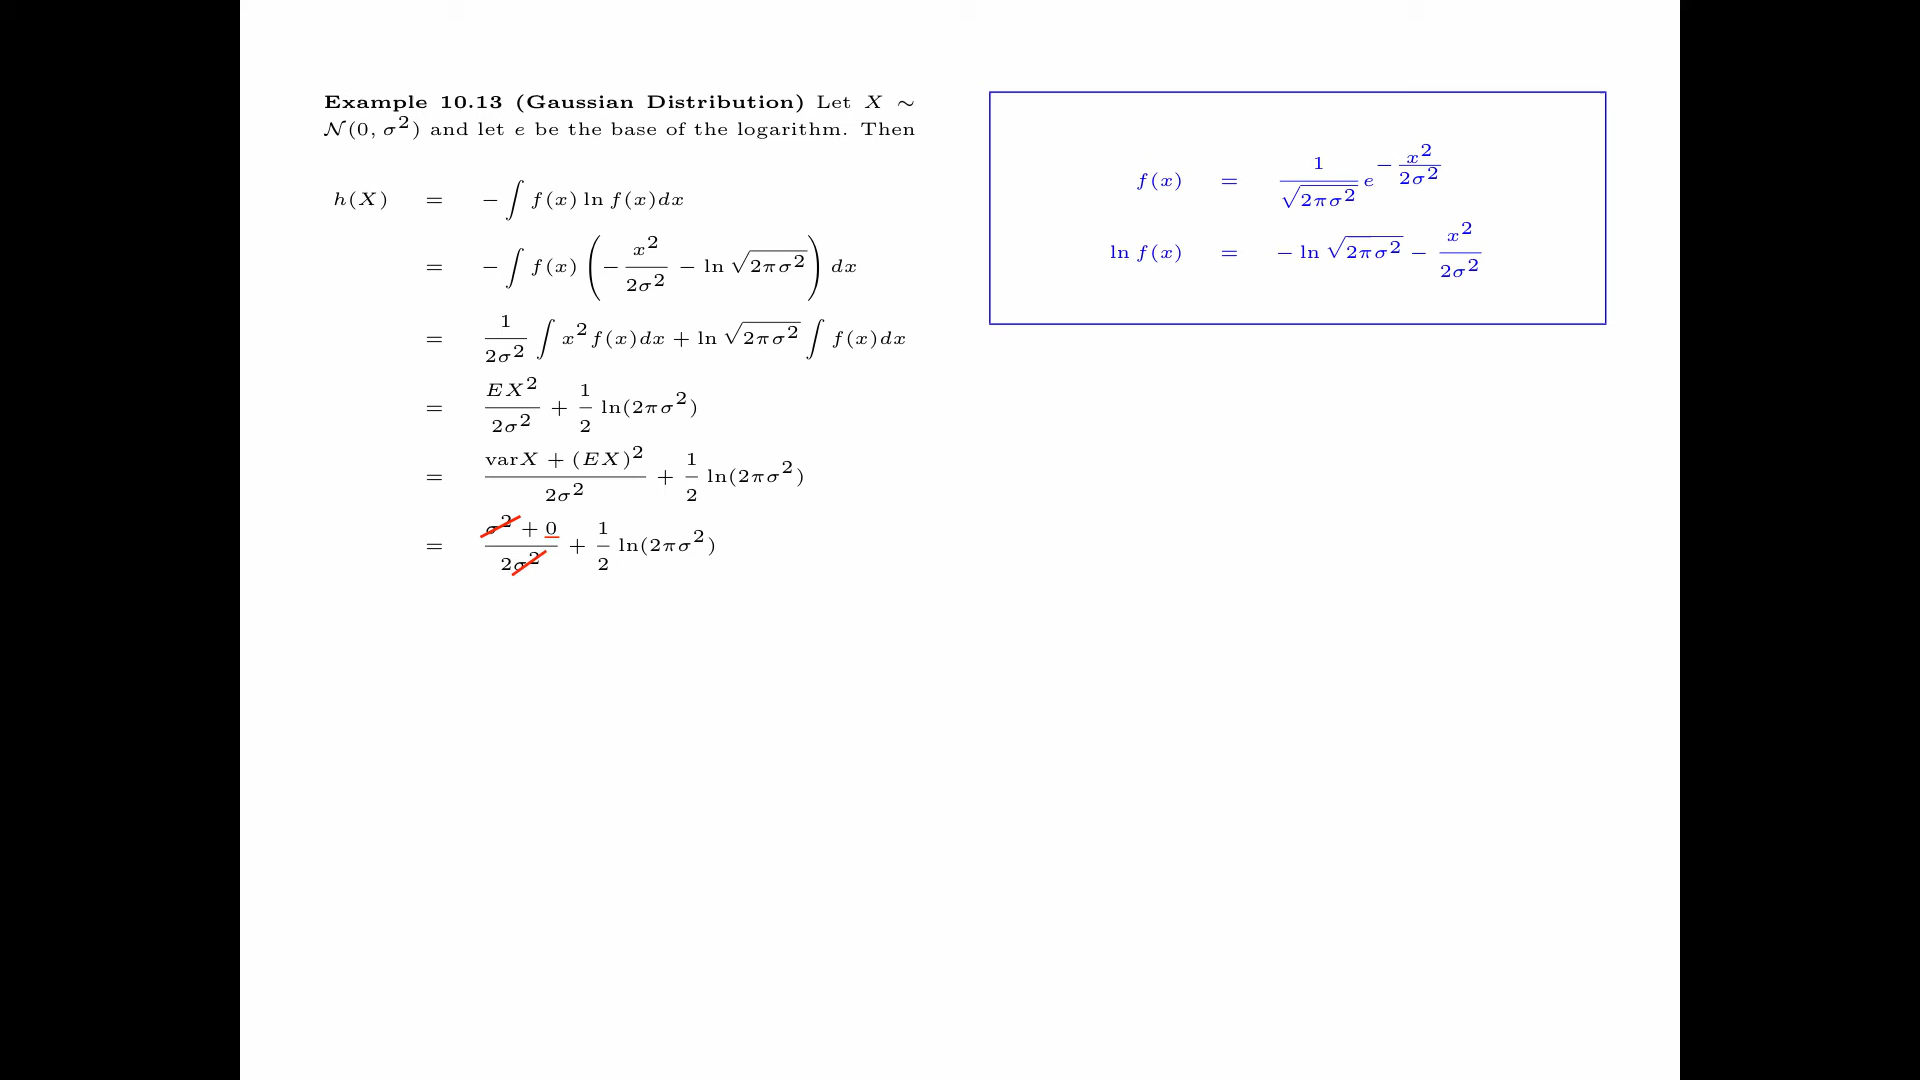 Example 10.13 (Gaussian Distribution) Let X ∼
𝒩(0, σ²) and let e be the base of the logarithm. Then
h(X) = −∫ f(x) ln f(x)dx
= −∫ f(x) (−x²/2σ² − ln √(2πσ²)) dx
= 1/2σ² ∫ x² f(x)dx + ln √(2πσ²) ∫ f(x)dx
= EX²/2σ² + 1/2 ln(2πσ²)
= (varX + (EX)²)/2σ² + 1/2 ln(2πσ²)
= (σ² + 0)/2σ² + 1/2 ln(2πσ²)
f(x) = 1/√(2πσ²) e^(−x²/2σ²)
ln f(x) = −ln √(2πσ²) − x²/2σ²